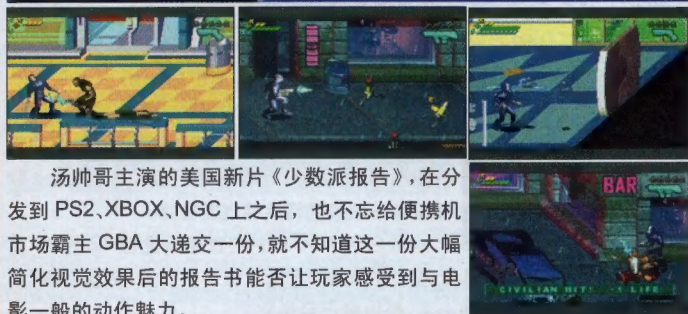 汤帅哥主演的美国新片《少数派报告》，在分
发到 PS2、XBOX、NGC 上之后，也不忘给便携机
市场霸主 GBA 大递交一份，就不知道这一份大幅
简化视觉效果后的报告书能否让玩家感受到与电
影一般的动作魅力。
BAR
CIVILIAN HIT! -1 LIFE